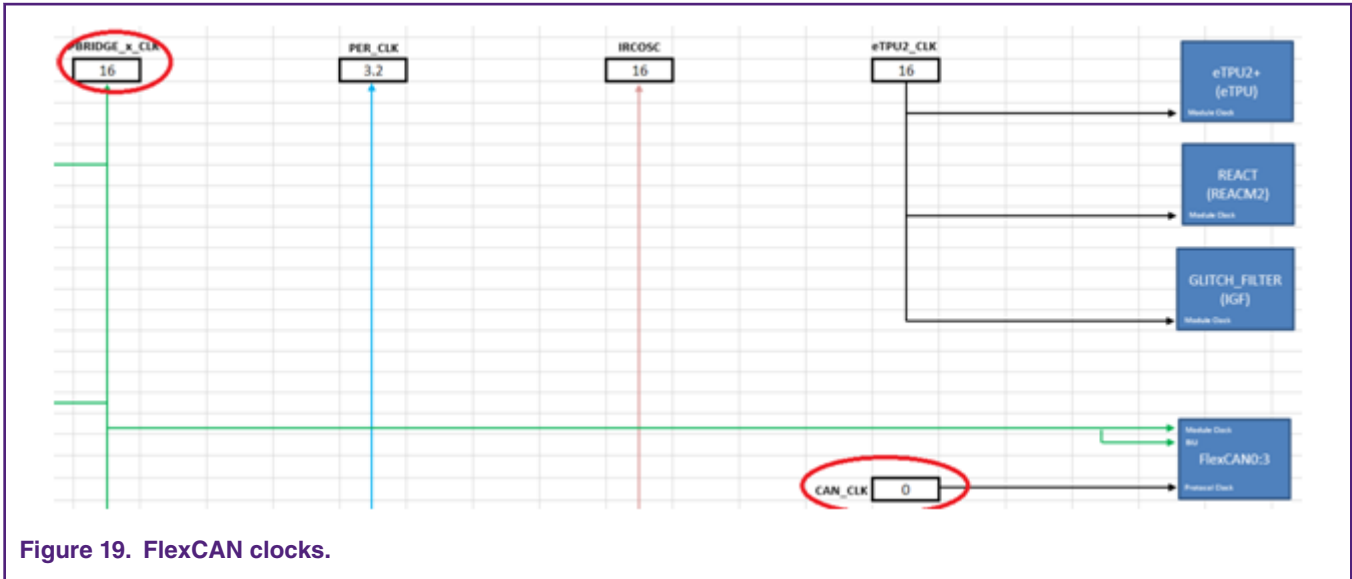 PBRIDGE_x_CLK
16
PER_CLK
3.2
IRCOSC
16
eTPU2_CLK
16
eTPU2+
(eTPU)
Module Clock
REACT
(REACM2)
Module Clock
GLITCH_FILTER
(IGF)
Module Clock
Module Clock
BIU
FlexCAN0:3
Protocol Clock
CAN_CLK
0
Figure 19. FlexCAN clocks.